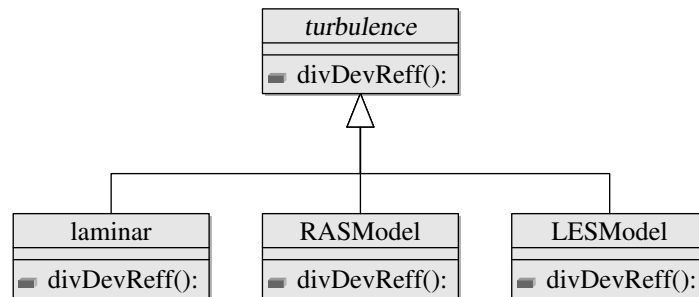 turbulence
divDevReff():
laminar
RASModel
LESModel
divDevReff():
divDevReff():
divDevReff():